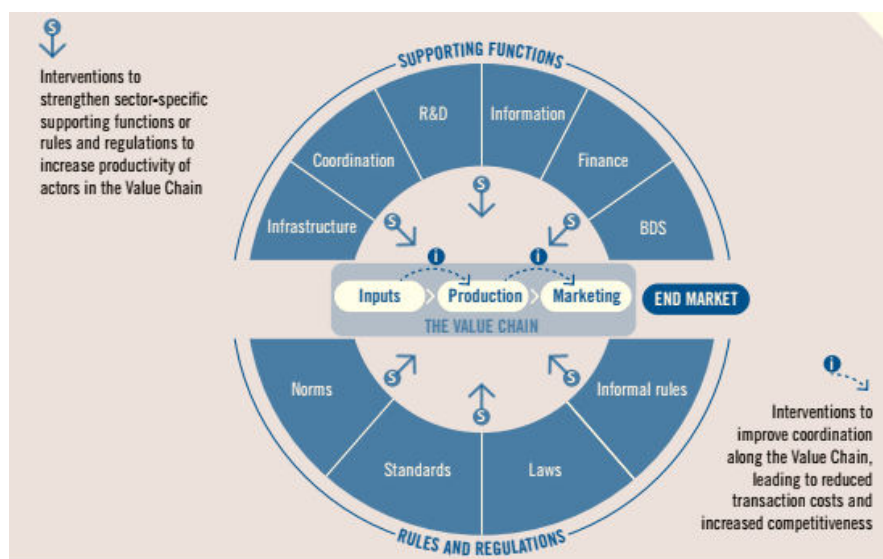 S
Interventions to
strengthen sector-specific
supporting functions or
rules and regulations to
increase productivity of
actors in the Value Chain
SUPPORTING FUNCTIONS
Infrastructure
Coordination
R&D
Information
Finance
BDS
S
S
S
i
i
Inputs
Production
Marketing
THE VALUE CHAIN
END MARKET
S
S
S
Norms
Standards
Laws
Informal rules
RULES AND REGULATIONS
i
Interventions to
improve coordination
along the Value Chain,
leading to reduced
transaction costs and
increased competitiveness